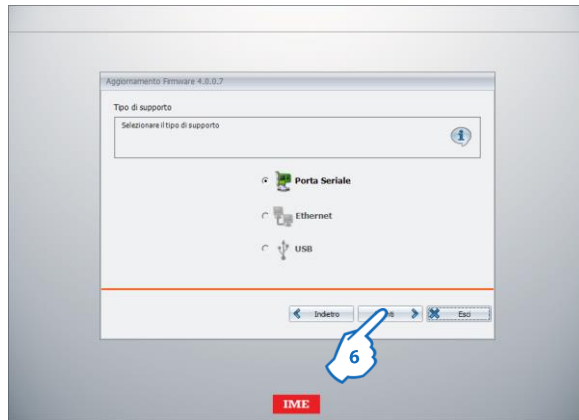 Aggiornamento Firmware 4.0.0.7
Tipo di supporto
Selezionare il tipo di supporto
Porta Seriale
Ethernet
USB
Indietro
Esci
6
IME